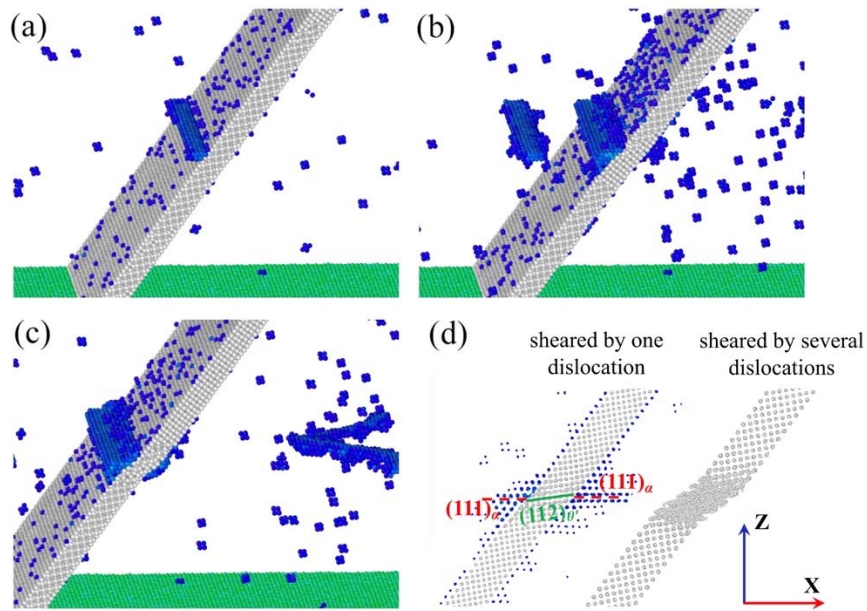 (a)
(b)
(c)
(d)
sheared by one
dislocation
sheared by several
dislocations
(111̄)α
(111̄)α
(112̄)θ′
Z
X